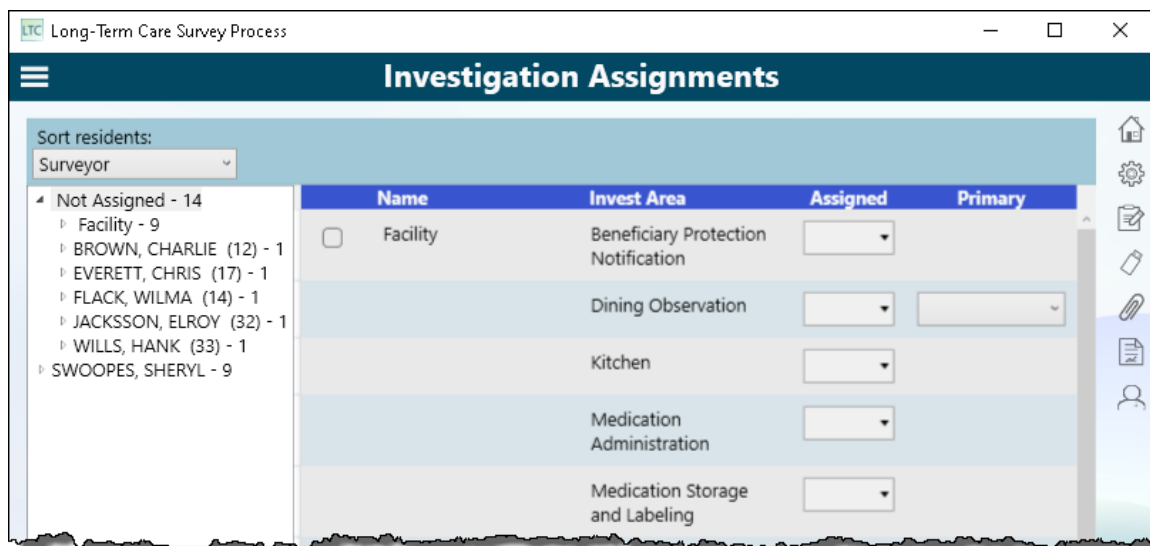 LTC Long-Term Care Survey Process
Investigation Assignments
Sort residents:
Surveyor
Not Assigned - 14
Facility - 9
BROWN, CHARLIE (12) - 1
EVERETT, CHRIS (17) - 1
FLACK, WILMA (14) - 1
JACKSSON, ELROY (32) - 1
WILLS, HANK (33) - 1
SWOOPES, SHERYL - 9
Name Invest Area Assigned Primary
Facility Beneficiary Protection
Notification
Dining Observation
Kitchen
Medication
Administration
Medication Storage
and Labeling